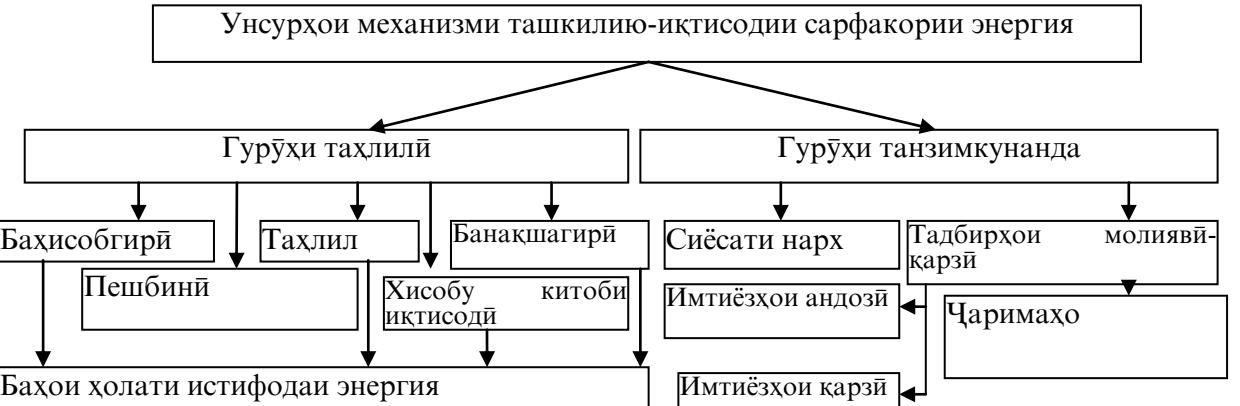 Унсурҳои механизми ташкилию-иқтисодии сарфакории энергия
Гурӯҳи таҳлилӣ
Гурӯҳи танзимкунанда
Баҳисобгирӣ
Таҳлил
Банақшагирӣ
Сиёсати нарх
Тадбирҳои молиявӣ-
қарзӣ
Пешбинӣ
Хисобу китоби
иқтисодӣ
Имтиёзҳои андозӣ
Ҷаримаҳо
Баҳои ҳолати истифодаи энергия
Имтиёзҳои қарзӣ